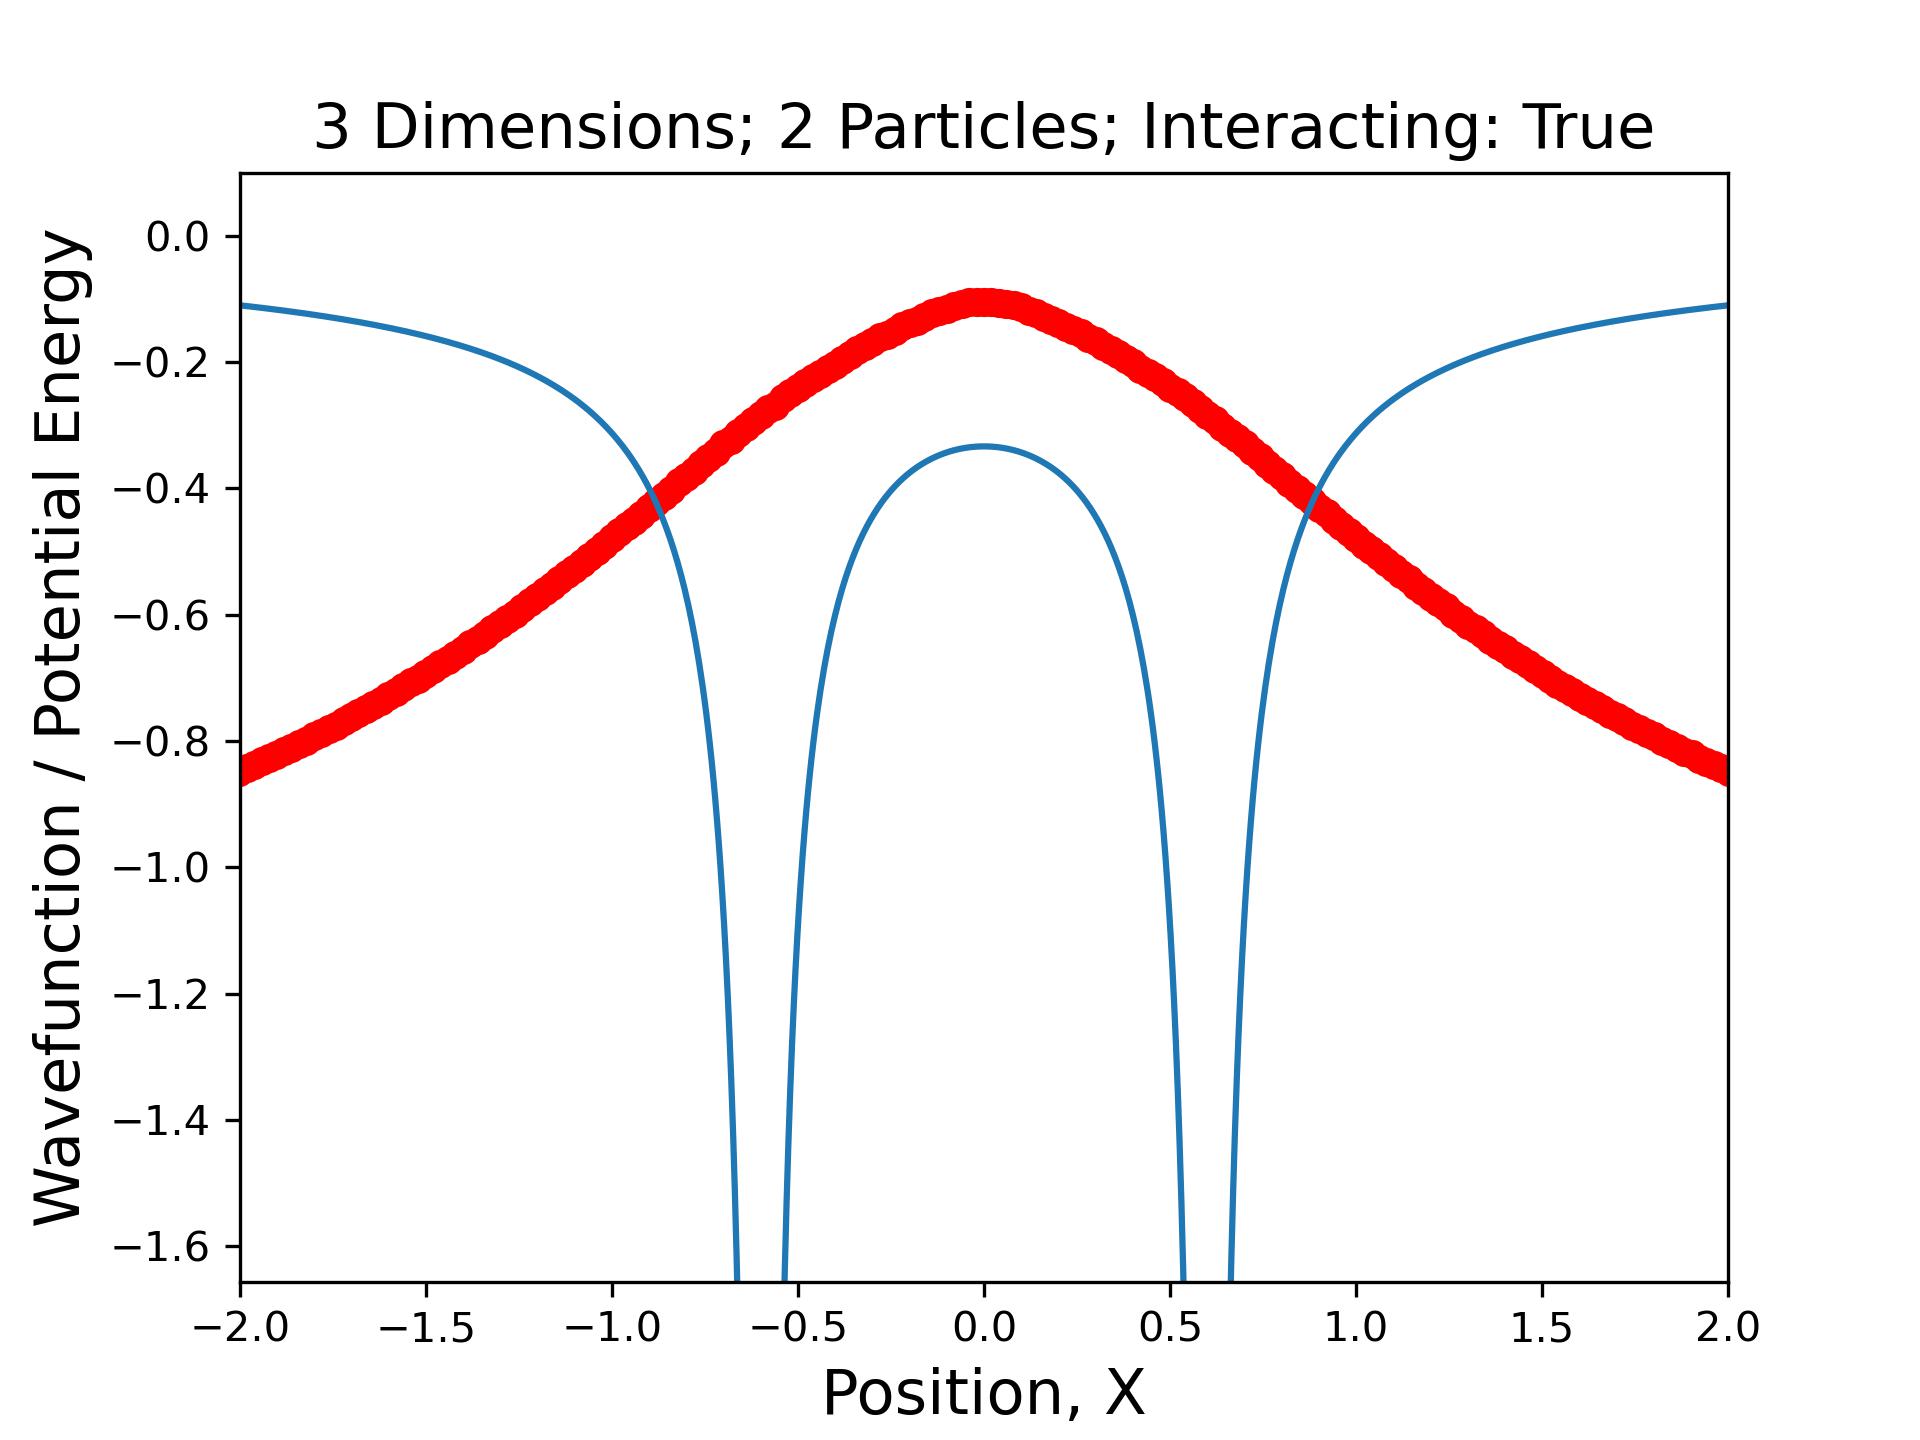 3 Dimensions; 2 Particles; Interacting: True
Wavefunction / Potential Energy
0.0
−0.2
−0.4
−0.6
−0.8
−1.0
−1.2
−1.4
−1.6
−2.0 −1.5 −1.0 −0.5 0.0 0.5 1.0 1.5 2.0
Position, X